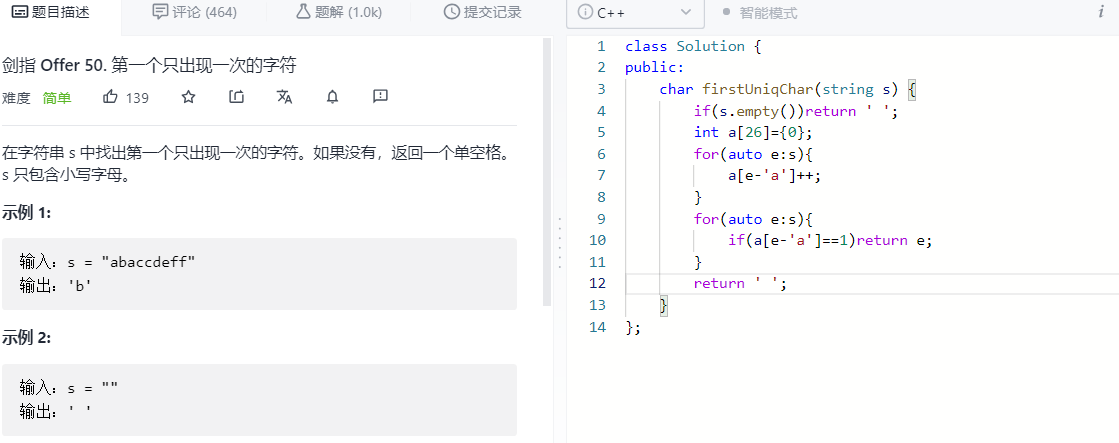 题目描述 评论 (464) 题解 (1.0k) 提交记录
剑指 Offer 50. 第一个只出现一次的字符
难度 简单 139
在字符串 s 中找出第一个只出现一次的字符。如果没有，返回一个单空格。
s 只包含小写字母。
示例 1:
输入：s = "abaccdeff"
输出：'b'
示例 2:
输入：s = ""
输出：' '
C++ 智能模式 i
1 class Solution {
2 public:
3     char firstUniqChar(string s) {
4         if(s.empty())return ' ';
5         int a[26]={0};
6         for(auto e:s){
7             a[e-'a']++;
8         }
9         for(auto e:s){
10             if(a[e-'a']==1)return e;
11         }
12         return ' ';
13     }
14 };